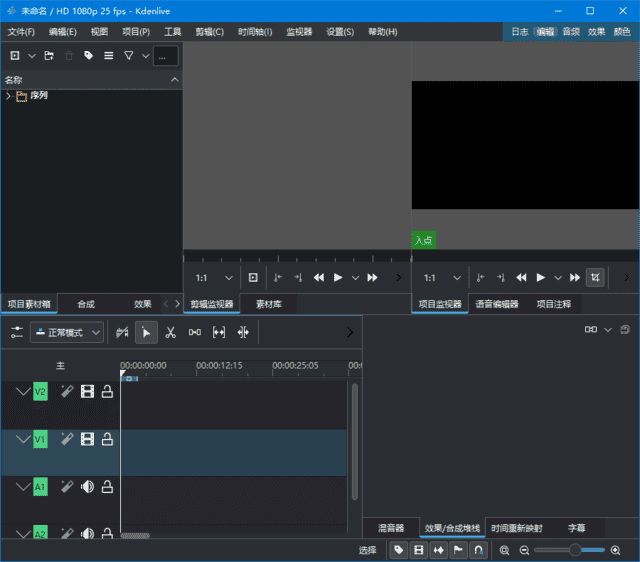 未命名 / HD 1080p 25 fps - Kdenlive
文件(F) 编辑(E) 视图 项目(P) 工具 剪辑(C) 时间轴(I) 监视器 设置(S) 帮助(H) 日志 编辑 音频 效果 颜色
...
名称
序列
入点
1:1 1:1
项目素材箱 合成 效果 剪辑监视器 素材库 项目监视器 语音编辑器 项目注释
正常模式
主 00:00:00:00 00:00:12:15 00:00:25:05 00:0
V2
V1
A1
A2
混音器 效果/合成堆栈 时间重新映射 字幕
选择